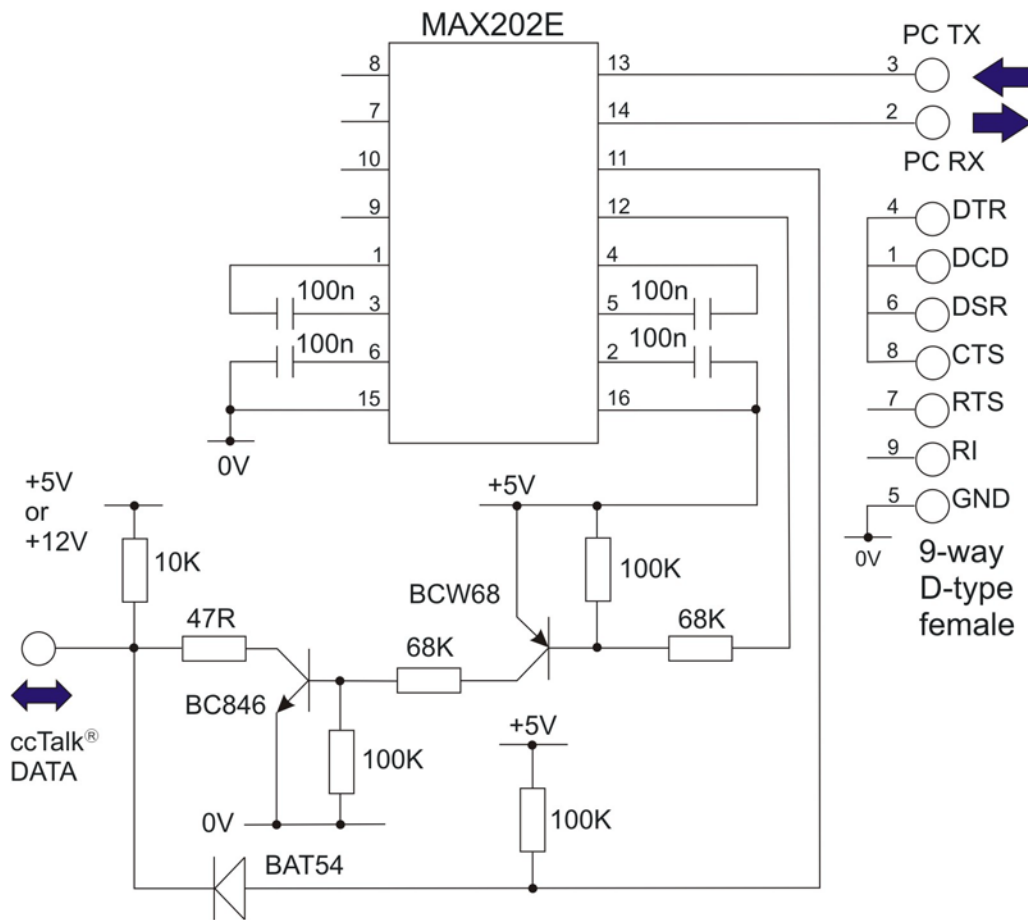 MAX202E
PC TX
8
13
3
7
14
2
PC RX
10
11
9
12
4
DTR
1
4
1
DCD
100n
3
5
100n
6
DSR
100n
6
2
100n
8
CTS
15
16
7
RTS
0V
9
RI
+5V
or
+12V
+5V
5
GND
0V
10K
100K
9-way
D-type
female
BCW68
47R
68K
68K
BC846
ccTalk®
DATA
100K
+5V
0V
100K
BAT54